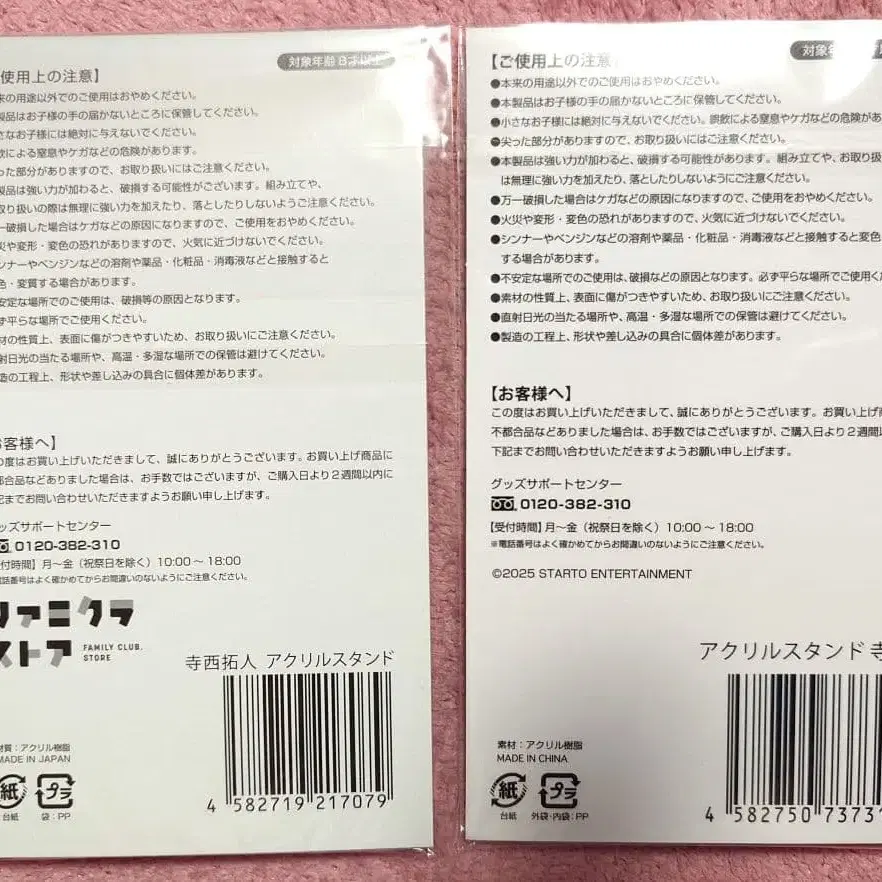 対象年齢 8才以上
使用上の注意】
来の用途以外でのご使用はおやめください。
製品はお子様の手の届かないところに保管してください。
さなお子様には絶対に与えないでください。
飲による窒息やケガなどの危険があります。
った部分がありますので、お取り扱いにはご注意ください。
製品は強い力が加わると、破損する可能性がございます。組み立てや、
取り扱いの際は無理に強い力を加えたり、落としたりしないようご注意ください。
一破損した場合はケガなどの原因になりますので、ご使用をおやめください。
災や変形・変色の恐れがありますので、火気に近づけないでください。
ンナーやベンジンなどの溶剤や薬品・化粧品・消毒液などと接触すると
色・変質する場合があります。
安定な場所でのご使用は、破損等の原因となります。
ず平らな場所でご使用ください。
材の性質上、表面に傷がつきやすいため、お取り扱いにご注意ください。
射日光の当たる場所や、高温・多湿な場所での保管は避けてください。
造の工程上、形状や差し込みの具合に個体差があります。
客様へ】
度はお買い上げいただきまして、誠にありがとうございます。お買い上げ商品に
都合品などありました場合は、お手数ではございますが、ご購入日より2週間以内に
記までお問い合わせいただきますようお願い申し上げます。
ッズサポートセンター
0120-382-310
付時間】月〜金（祝祭日を除く）10:00〜18:00
電話番号はよく確かめてからお間違いのないようにご注意ください。
ファミクラ
ストア
FAMILY CLUB.
STORE
寺西拓人 アクリルスタンド
材質：アクリル樹脂
MADE IN JAPAN
紙
プラ
台紙
袋：PP
4 582719 217079
対象年
【ご使用上の注意
●本来の用途以外でのご使用はおやめください。
●本製品はお子様の手の届かないところに保管してください。
●小さなお子様には絶対に与えないでください。誤飲による窒息やケガなどの危険があ
●尖った部分がありますので、お取り扱いにはご注意ください。
●本製品は強い力が加わると、破損する可能性があります。組み立てや、お取り扱
は無理に強い力を加えたり、落としたりしないようにご注意ください。
●万一破損した場合はケガなどの原因になりますので、ご使用をおやめください。
●火災や変形・変色の恐れがありますので、火気に近づけないでください。
●シンナーやベンジンなどの溶剤や薬品・化粧品・消毒液などと接触すると変色
する場合があります。
●不安定な場所でのご使用は、破損などの原因となります。必ず平らな場所でご使用くだ
●素材の性質上、表面に傷がつきやすいため、お取り扱いにご注意ください。
●直射日光の当たる場所や、高温・多湿な場所での保管は避けてください。
●製造の工程上、形状や差し込みの具合に個体差があります。
【お客様へ】
この度はお買い上げいただきまして、誠にありがとうございます。お買い上げ商
不都合品などありました場合は、お手数ではございますが、ご購入日より2週間
下記までお問い合わせいただきますようお願い申し上げます。
グッズサポートセンター
0120-382-310
【受付時間】月〜金（祝祭日を除く）10:00〜18:00
※電話番号はよく確かめてからお間違いのないようにご注意ください。
©2025 STARTO ENTERTAINMENT
アクリルスタンド 寺
素材：アクリル樹脂
MADE IN CHINA
紙
プラ
台紙
外袋・内袋：PP
4 582750 73731